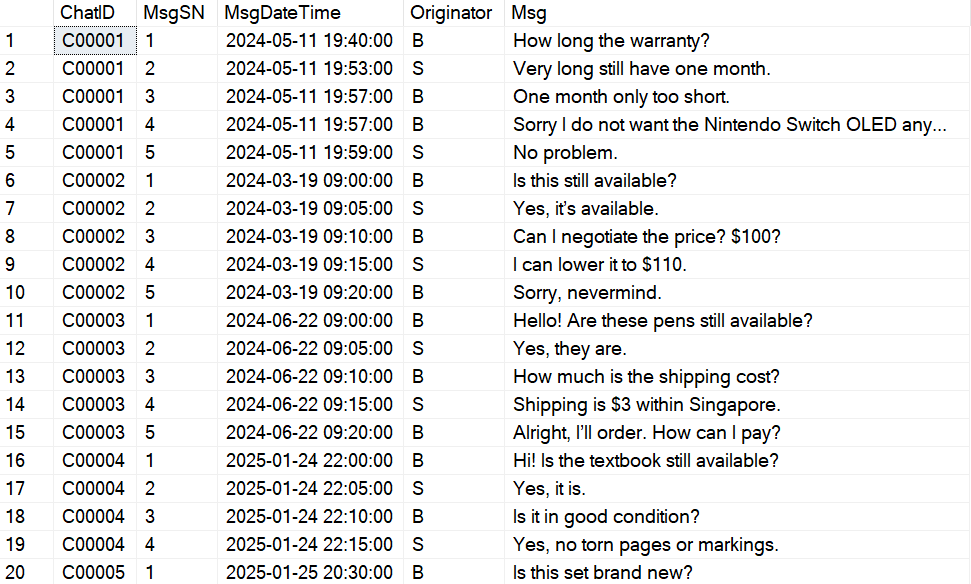 ChatID MsgSN MsgDateTime Originator Msg
1 C00001 1 2024-05-11 19:40:00 B How long the warranty?
2 C00001 2 2024-05-11 19:53:00 S Very long still have one month.
3 C00001 3 2024-05-11 19:57:00 B One month only too short.
4 C00001 4 2024-05-11 19:57:00 B Sorry I do not want the Nintendo Switch OLED any...
5 C00001 5 2024-05-11 19:59:00 S No problem.
6 C00002 1 2024-03-19 09:00:00 B Is this still available?
7 C00002 2 2024-03-19 09:05:00 S Yes, it’s available.
8 C00002 3 2024-03-19 09:10:00 B Can I negotiate the price? $100?
9 C00002 4 2024-03-19 09:15:00 S I can lower it to $110.
10 C00002 5 2024-03-19 09:20:00 B Sorry, nevermind.
11 C00003 1 2024-06-22 09:00:00 B Hello! Are these pens still available?
12 C00003 2 2024-06-22 09:05:00 S Yes, they are.
13 C00003 3 2024-06-22 09:10:00 B How much is the shipping cost?
14 C00003 4 2024-06-22 09:15:00 S Shipping is $3 within Singapore.
15 C00003 5 2024-06-22 09:20:00 B Alright, I’ll order. How can I pay?
16 C00004 1 2025-01-24 22:00:00 B Hi! Is the textbook still available?
17 C00004 2 2025-01-24 22:05:00 S Yes, it is.
18 C00004 3 2025-01-24 22:10:00 B Is it in good condition?
19 C00004 4 2025-01-24 22:15:00 S Yes, no torn pages or markings.
20 C00005 1 2025-01-25 20:30:00 B Is this set brand new?